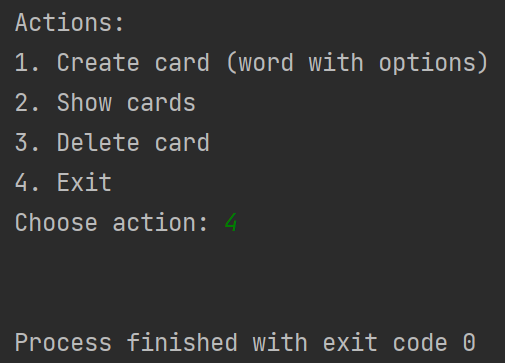 Actions:
1. Create card (word with options)
2. Show cards
3. Delete card
4. Exit
Choose action: 4
Process finished with exit code 0